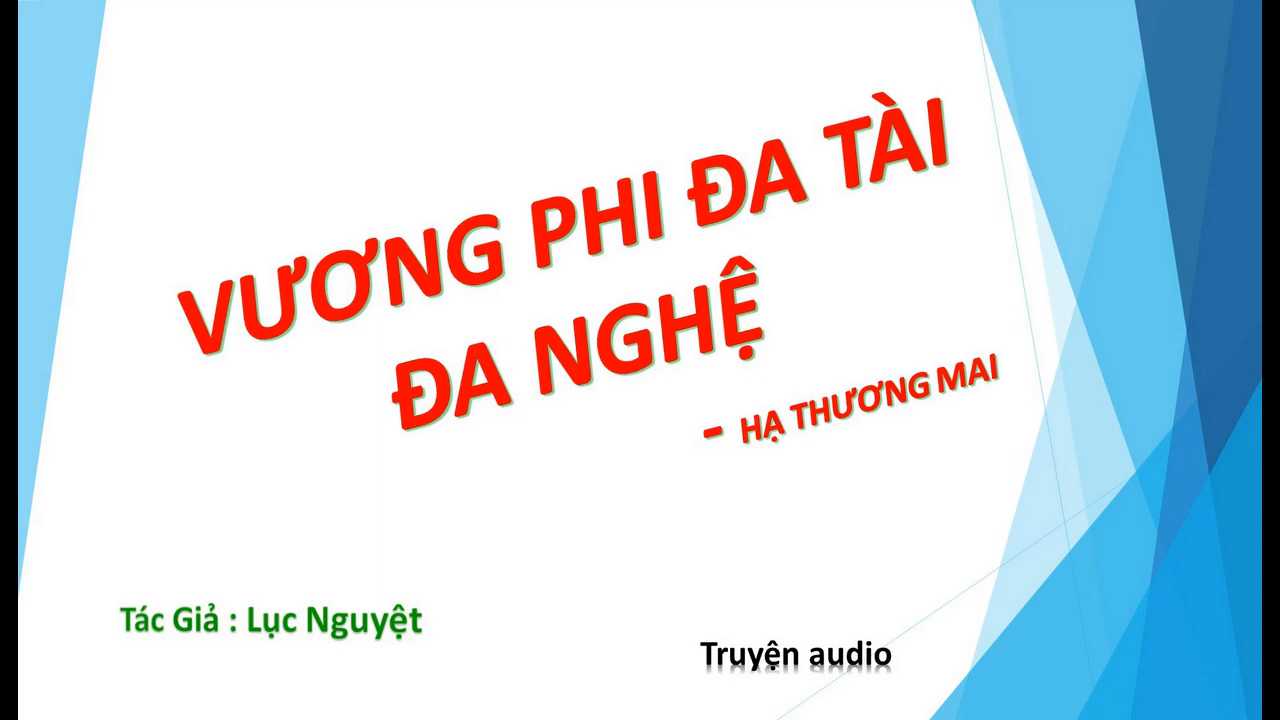 VƯƠNG PHI ĐA TÀI
ĐA NGHỆ
- HẠ THƯƠNG MAI
Tác Giả : Lục Nguyệt
Truyện audio